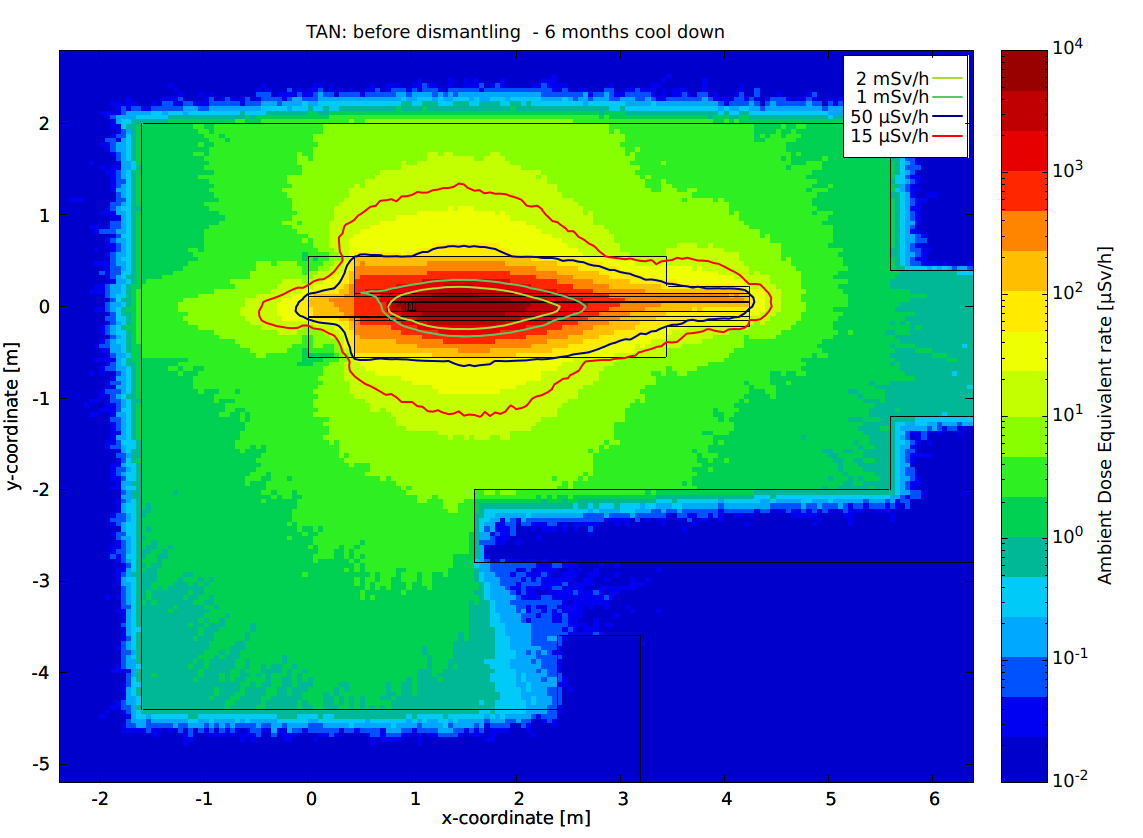 TAN: before dismantling - 6 months cool down
2 mSv/h
1 mSv/h
50 µSv/h
15 µSv/h
y-coordinate [m]
2
1
0
-1
-2
-3
-4
-5
-2 -1 0 1 2 3 4 5 6
x-coordinate [m]
10^4
10^3
10^2
10^1
10^0
10^-1
10^-2
Ambient Dose Equivalent rate [µSv/h]